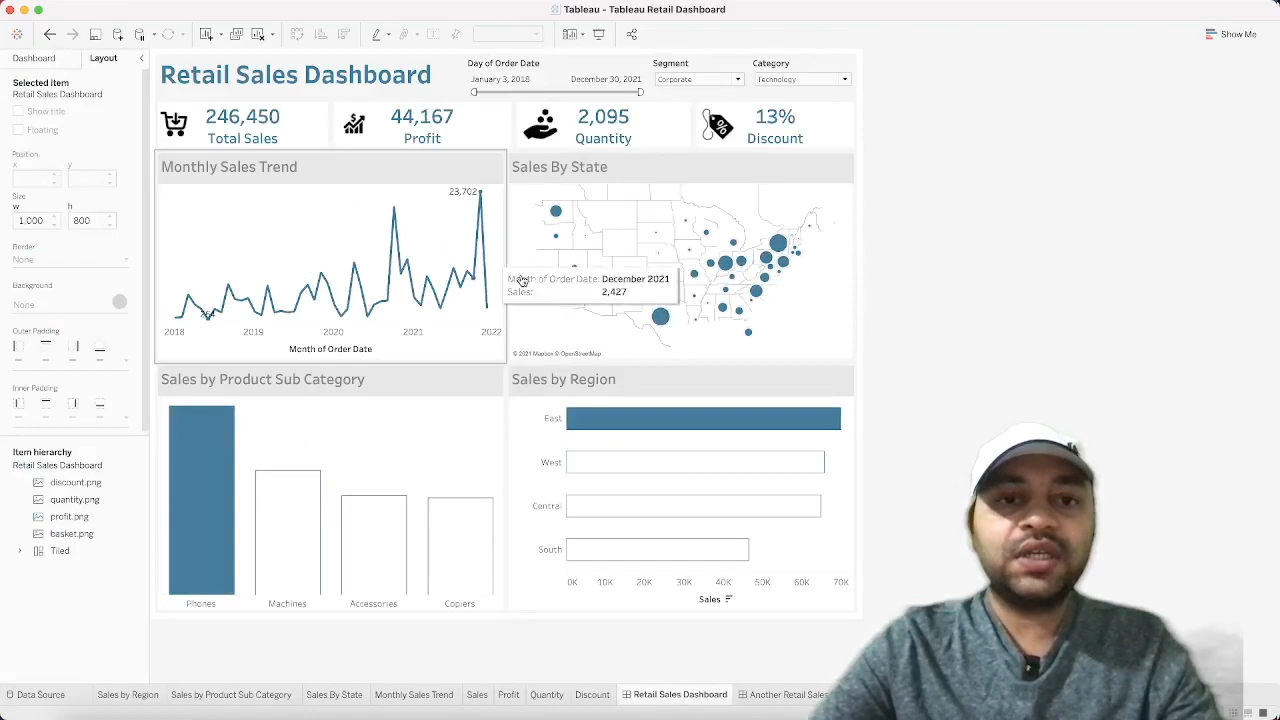 Tableau - Tableau Retail Dashboard
Show Me
Dashboard
Layout
Selected item
Retail Sales Dashboard
Show title
Floating
Position
x
y
Size
w
h
1,000
800
Border
None
Background
None
Outer Padding
Inner Padding
Item hierarchy
Retail Sales Dashboard
discount.png
quantity.png
profit.png
basket.png
Tiled
Retail Sales Dashboard
Day of Order Date
January 3, 2018
December 30, 2021
Segment
Corporate
Category
Technology
246,450
Total Sales
44,167
Profit
2,095
Quantity
13%
Discount
Monthly Sales Trend
23,702
2018
2019
2020
2021
2022
Month of Order Date
Sales By State
Month of Order Date: December 2021
Sales: 2,427
© 2021 Mapbox © OpenStreetMap
Sales by Product Sub Category
Phones
Machines
Accessories
Copiers
Sales by Region
East
West
Central
South
0K
10K
20K
30K
40K
50K
60K
70K
Sales
Data Source
Sales by Region
Sales by Product Sub Category
Sales By State
Monthly Sales Trend
Sales
Profit
Quantity
Discount
Retail Sales Dashboard
Another Retail Sales